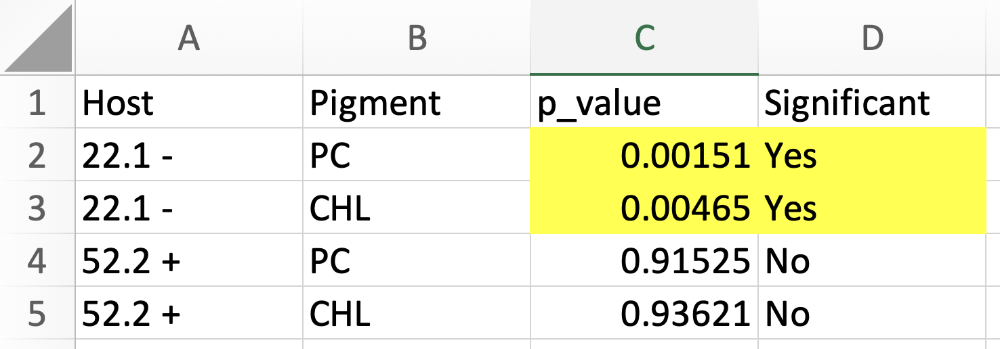 A B C D
1 Host Pigment p_value Significant
2 22.1 - PC 0.00151 Yes
3 22.1 - CHL 0.00465 Yes
4 52.2 + PC 0.91525 No
5 52.2 + CHL 0.93621 No